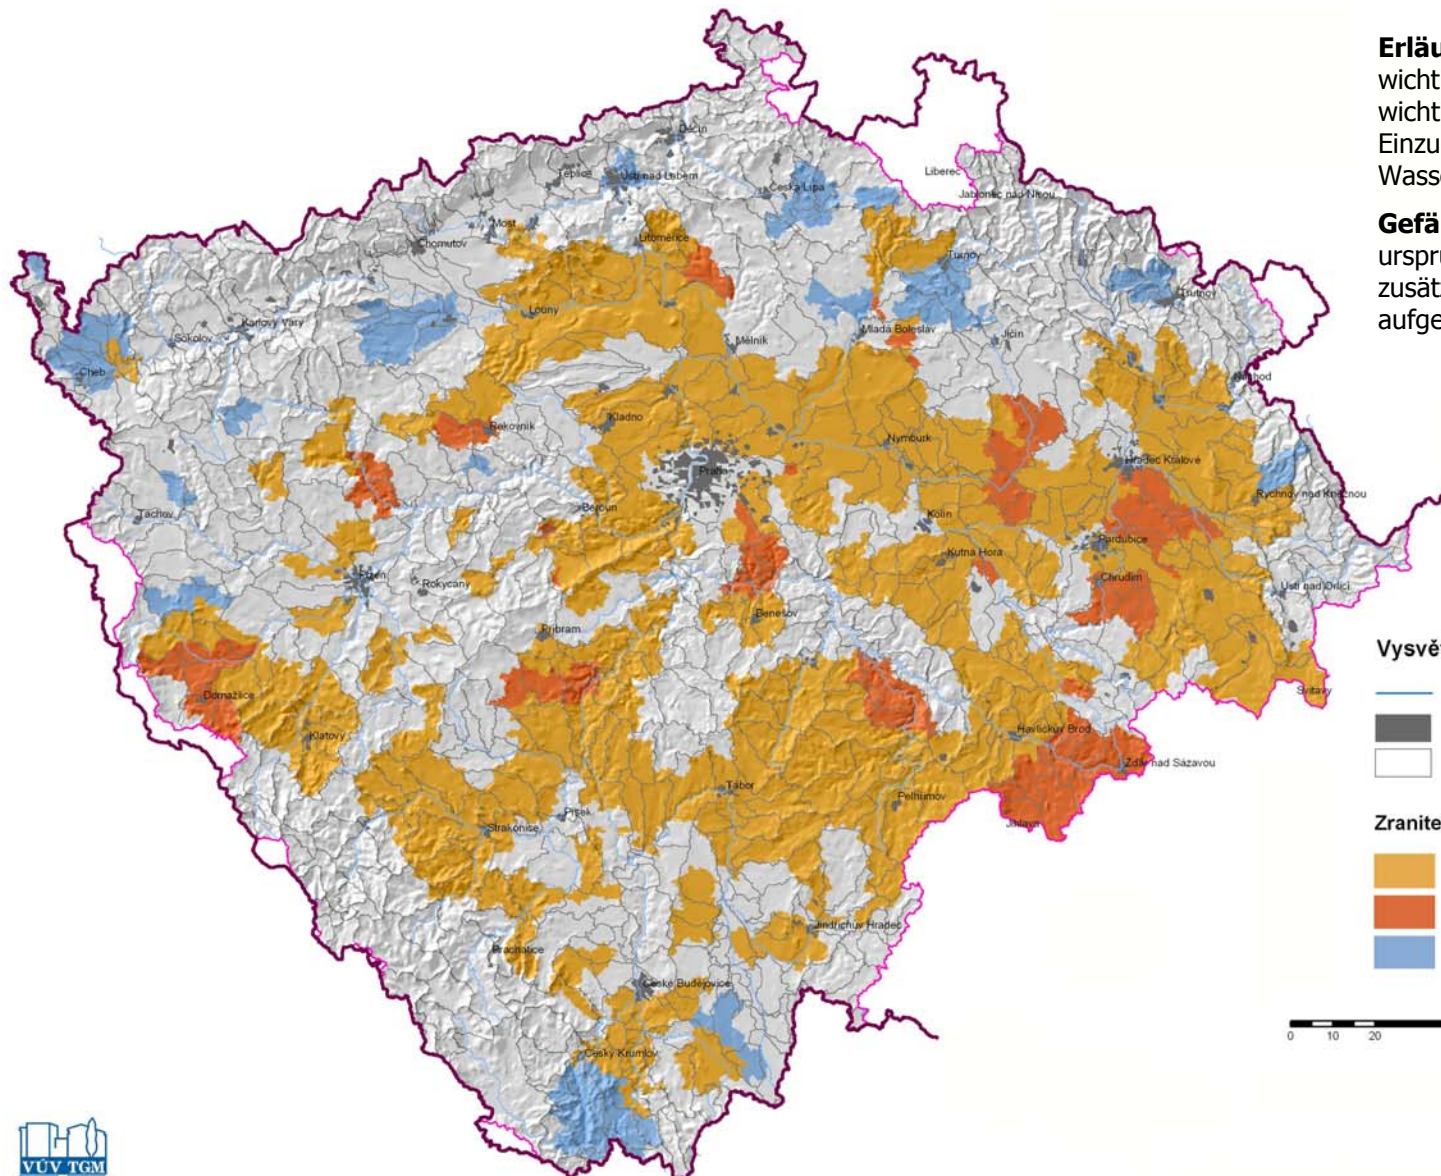 Erläu
wicht
wicht
Einzu
Wasse
Gefä
ursprü
zusätz
aufge
Děčín
Teplice
Ústí nad Labem
Česká Lípa
Liberec
Jablonec nad Nisou
Most
Chomutov
Litoměřice
Turnov
Trutnov
Karlovy Vary
Sokolov
Louny
Mladá Boleslav
Jičín
Mělník
Cheb
Náchod
Rakovník
Kladno
Nymburk
Hradec Králové
Praha
Rychnov nad Kněžnou
Tachov
Beroun
Kolín
Pardubice
Kutná Hora
Plzeň
Rokycany
Chrudim
Ústí nad Orlicí
Benešov
Příbram
Vysvět
Domažlice
Svitavy
Klatovy
Havlíčkův Brod
Žďár nad Sázavou
Tábor
Pelhřimov
Písek
Strakonice
Jihlava
Zranite
Jindřichův Hradec
Prachatice
České Budějovice
0 10 20
Český Krumlov
VÚV TGM